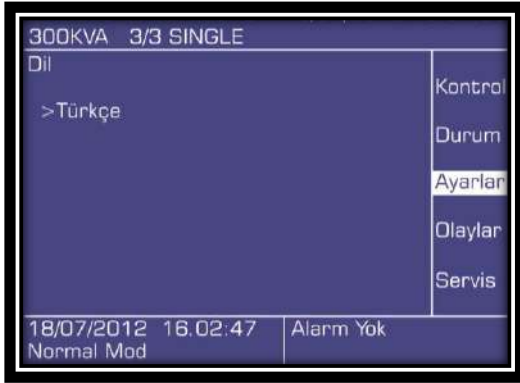 300KVA 3/3 SINGLE
Dil
>Türkçe
Kontrol
Durum
Ayarlar
Olaylar
Servis
18/07/2012 16.02.47
Normal Mod
Alarm Yok